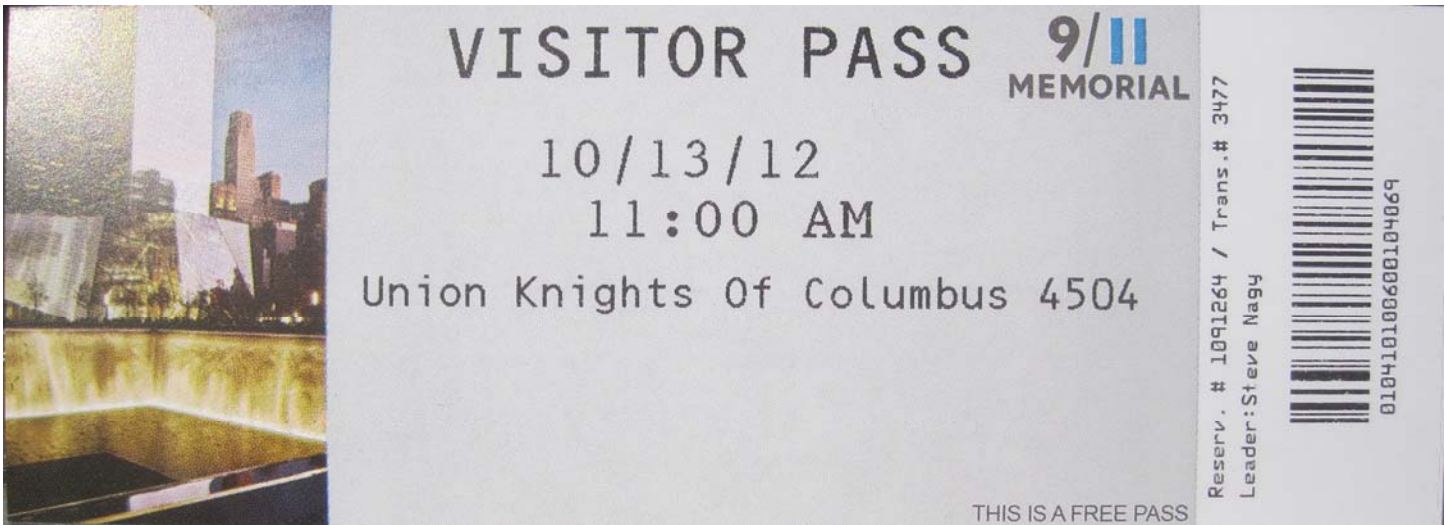 VISITOR PASS
9/11
MEMORIAL
10/13/12
11:00 AM
Union Knights Of Columbus 4504
THIS IS A FREE PASS
Reserv. # 1091264 / Trans.# 3477
Leader:Steve Nagy
010410100600104069